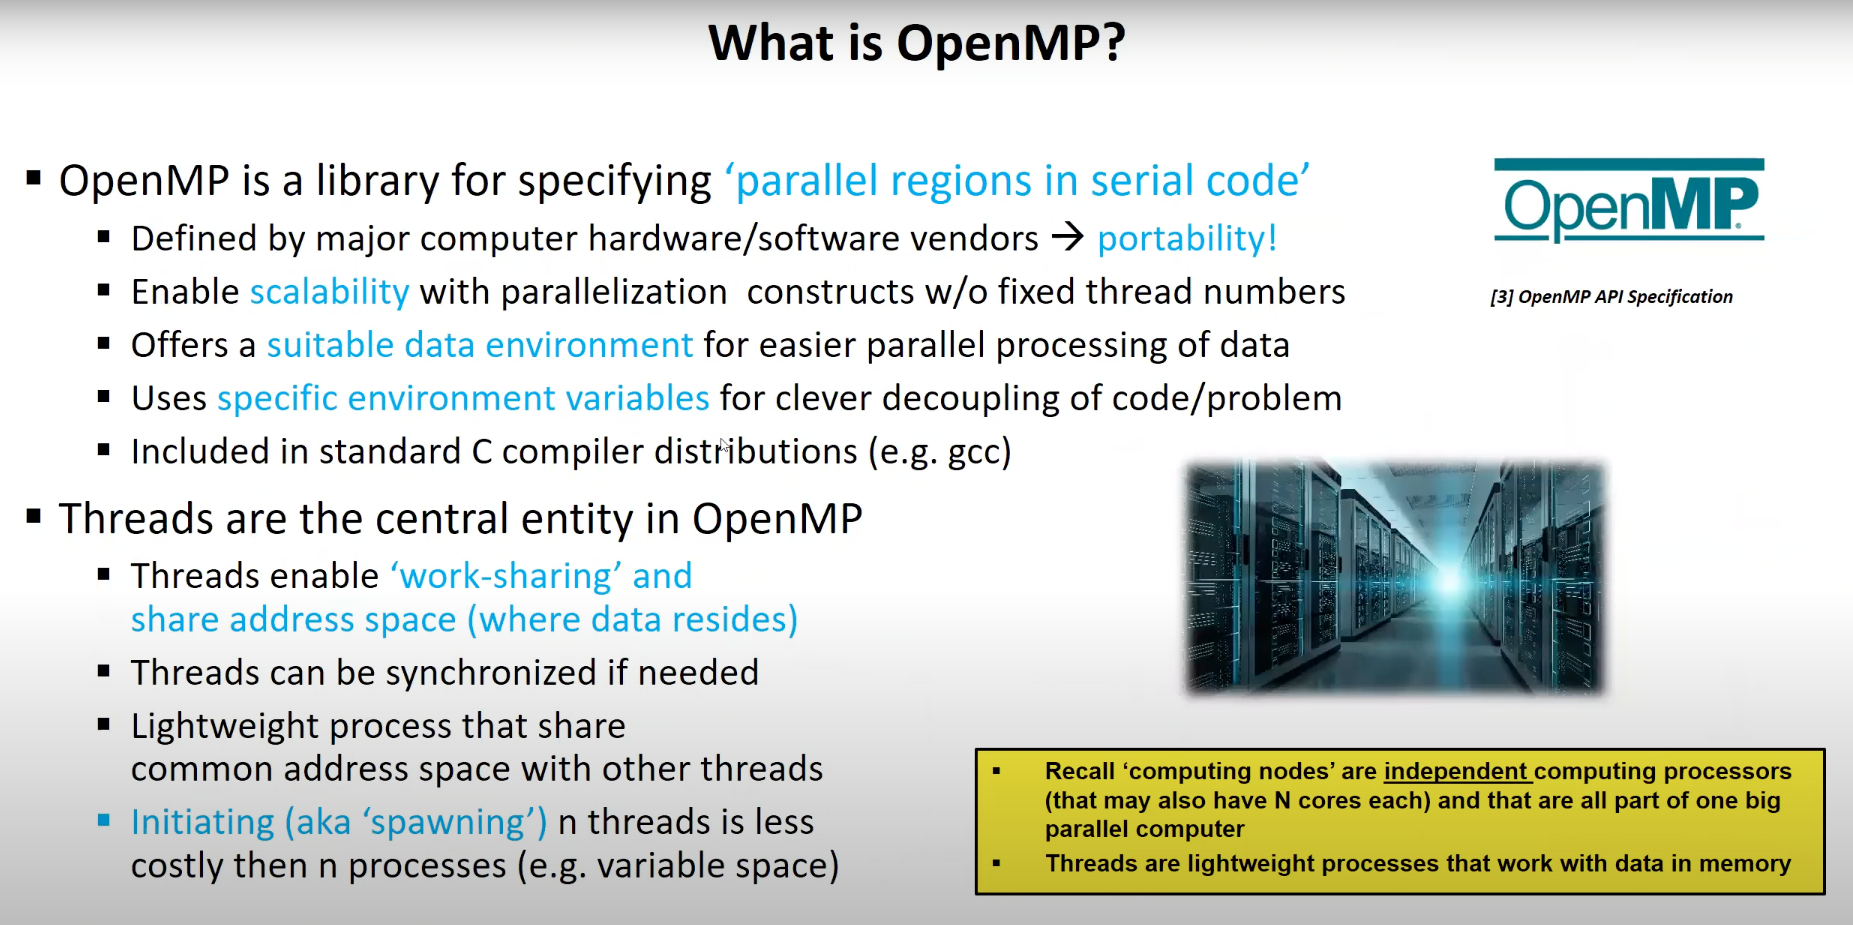 What is OpenMP?
▪ OpenMP is a library for specifying ‘parallel regions in serial code’
▪ Defined by major computer hardware/software vendors → portability!
▪ Enable scalability with parallelization constructs w/o fixed thread numbers
▪ Offers a suitable data environment for easier parallel processing of data
▪ Uses specific environment variables for clever decoupling of code/problem
▪ Included in standard C compiler distributions (e.g. gcc)
OpenMP®
[3] OpenMP API Specification
▪ Threads are the central entity in OpenMP
▪ Threads enable ‘work-sharing’ and
share address space (where data resides)
▪ Threads can be synchronized if needed
▪ Lightweight process that share
common address space with other threads
▪ Initiating (aka ‘spawning’) n threads is less
costly then n processes (e.g. variable space)
▪ Recall ‘computing nodes’ are independent computing processors
(that may also have N cores each) and that are all part of one big
parallel computer
▪ Threads are lightweight processes that work with data in memory